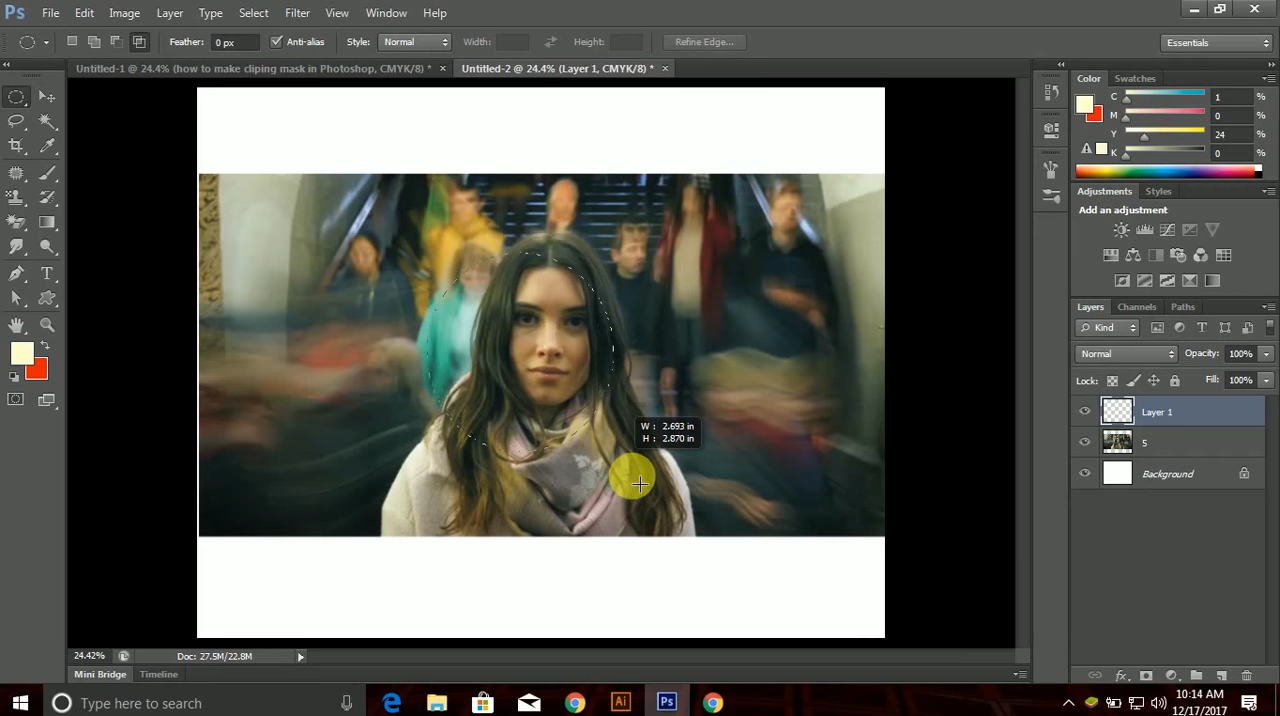 Ps File Edit Image Layer Type Select Filter View Window Help
Feather: 0 px Anti-alias Style: Normal Width: Height: Refine Edge... Essentials
Untitled-1 @ 24.4% (how to make cliping mask in Photoshop, CMYK/8) * × Untitled-2 @ 24.4% (Layer 1, CMYK/8) * ×
Color Swatches
C 1 %
M 0 %
Y 24 %
K 0 %
Adjustments Styles
Add an adjustment
Layers Channels Paths
Kind
Normal Opacity: 100%
Lock: Fill: 100%
Layer 1
5
Background
W : 2.693 in
H : 2.870 in
24.42% Doc: 27.5M/22.8M
Mini Bridge Timeline
Type here to search
Ai Ps
10:14 AM
12/17/2017